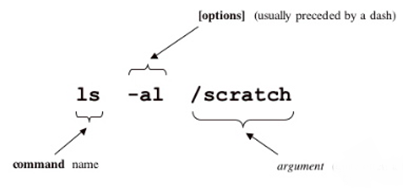 [options] (usually preceded by a dash)
ls -al /scratch
command name
argument